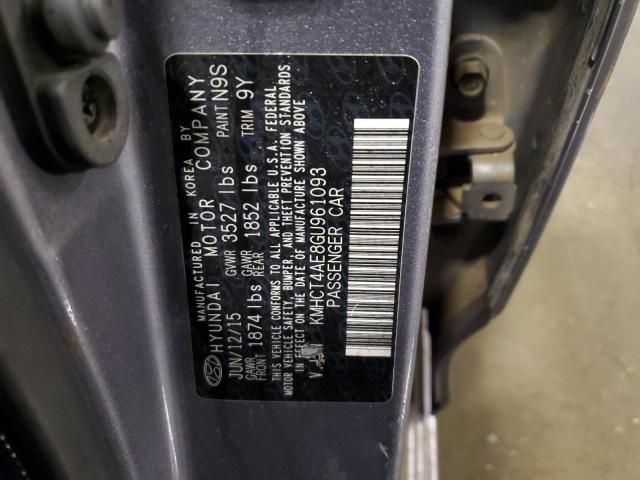 MANUFACTURED IN KOREA BY
HYUNDAI MOTOR COMPANY
JUN/12/15 GVWR 3527 lbs PAINT N9S
GAWR FRONT 1874 lbs GAWR REAR 1852 lbs TRIM 9Y
THIS VEHICLE CONFORMS TO ALL APPLICABLE U.S.A. FEDERAL
MOTOR VEHICLE SAFETY, BUMPER, AND THEFT PREVENTION STANDARDS
IN EFFECT ON THE DATE OF MANUFACTURE SHOWN ABOVE
KMHCT4AE8GU961093
PASSENGER CAR